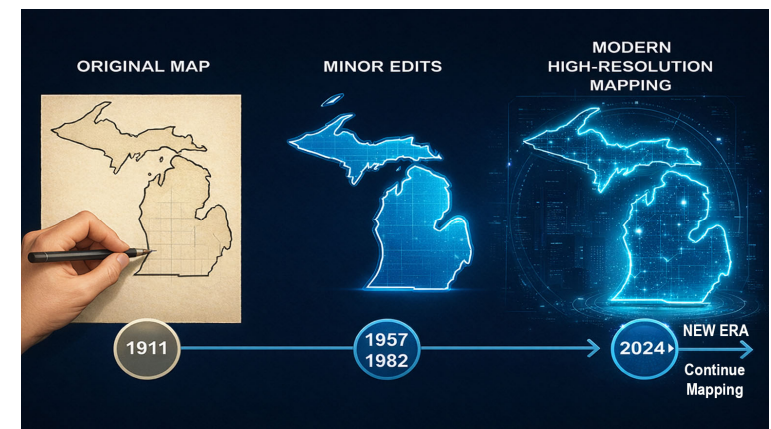 ORIGINAL MAP
MINOR EDITS
MODERN
HIGH-RESOLUTION
MAPPING
1911
1957
1982
2024
NEW ERA
Continue
Mapping